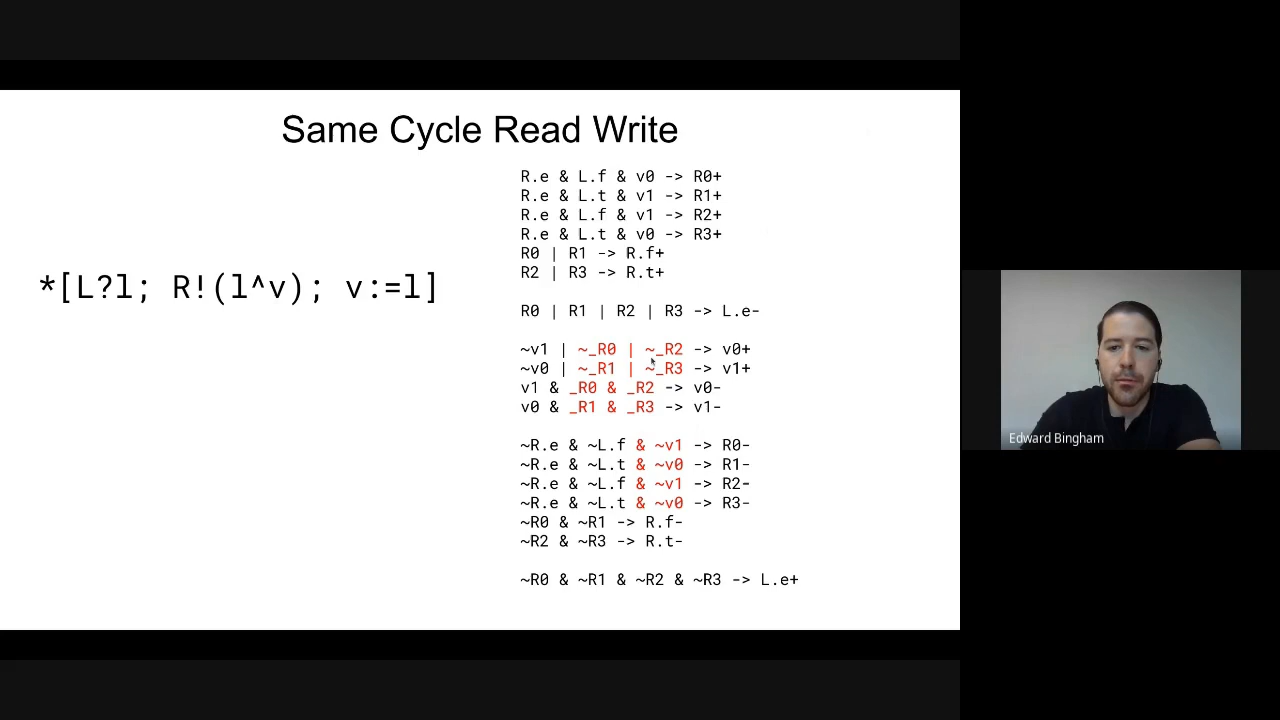 Same Cycle Read Write
*[L?l; R!(l^v); v:=l]
R.e & L.f & v0 -> R0+
R.e & L.t & v1 -> R1+
R.e & L.f & v1 -> R2+
R.e & L.t & v0 -> R3+
R0 | R1 -> R.f+
R2 | R3 -> R.t+
R0 | R1 | R2 | R3 -> L.e-
~v1 | ~_R0 | ~_R2 -> v0+
~v0 | ~_R1 | ~_R3 -> v1+
v1 & _R0 & _R2 -> v0-
v0 & _R1 & _R3 -> v1-
~R.e & ~L.f & ~v1 -> R0-
~R.e & ~L.t & ~v0 -> R1-
~R.e & ~L.f & ~v1 -> R2-
~R.e & ~L.t & ~v0 -> R3-
~R0 & ~R1 -> R.f-
~R2 & ~R3 -> R.t-
~R0 & ~R1 & ~R2 & ~R3 -> L.e+
Edward Bingham